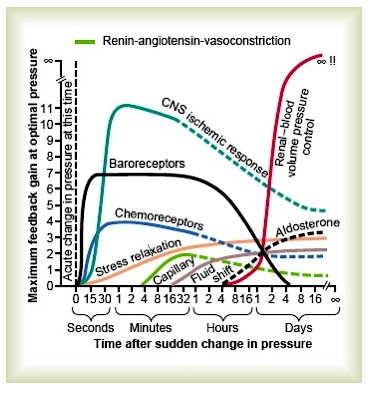 Renin-angiotensin-vasoconstriction
Maximum feedback gain at optimal pressure
Acute change in pressure at this time
∞
11
10
9
8
7
6
5
4
3
2
1
0
CNS ischemic response
∞ !!
Renal–blood
volume pressure
control
Baroreceptors
Chemoreceptors
Stress relaxation
Capillary
Fluid
shift
Aldosterone
0 15 30 1 2 4 8 16 32 1 2 4 8 16 1 2 4 8 16 ∞
Seconds Minutes Hours Days
Time after sudden change in pressure